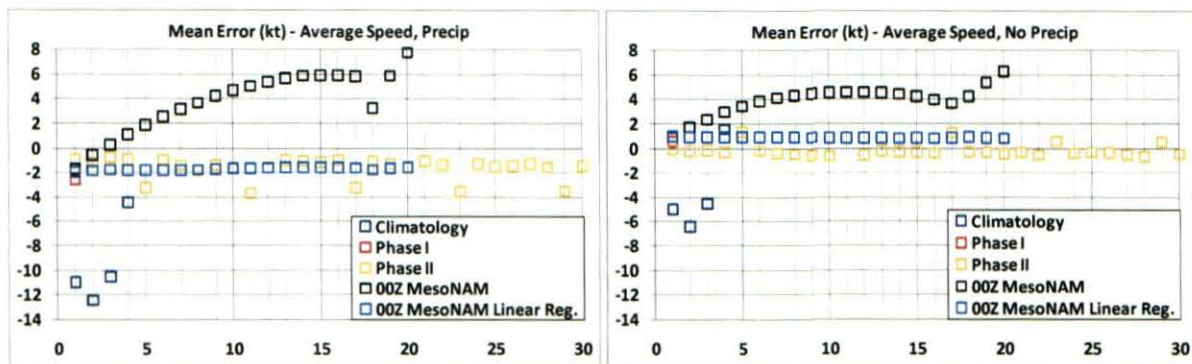 Mean Error (kt) - Average Speed, Precip
8
6
4
2
0
-2
-4
-6
-8
-10
-12
-14
Climatology
Phase I
Phase II
00Z MesoNAM
00Z MesoNAM Linear Reg.
0 5 10 15 20 25 30
Mean Error (kt) - Average Speed, No Precip
8
6
4
2
0
-2
-4
-6
-8
-10
-12
-14
Climatology
Phase I
Phase II
00Z MesoNAM
00Z MesoNAM Linear Reg.
0 5 10 15 20 25 30